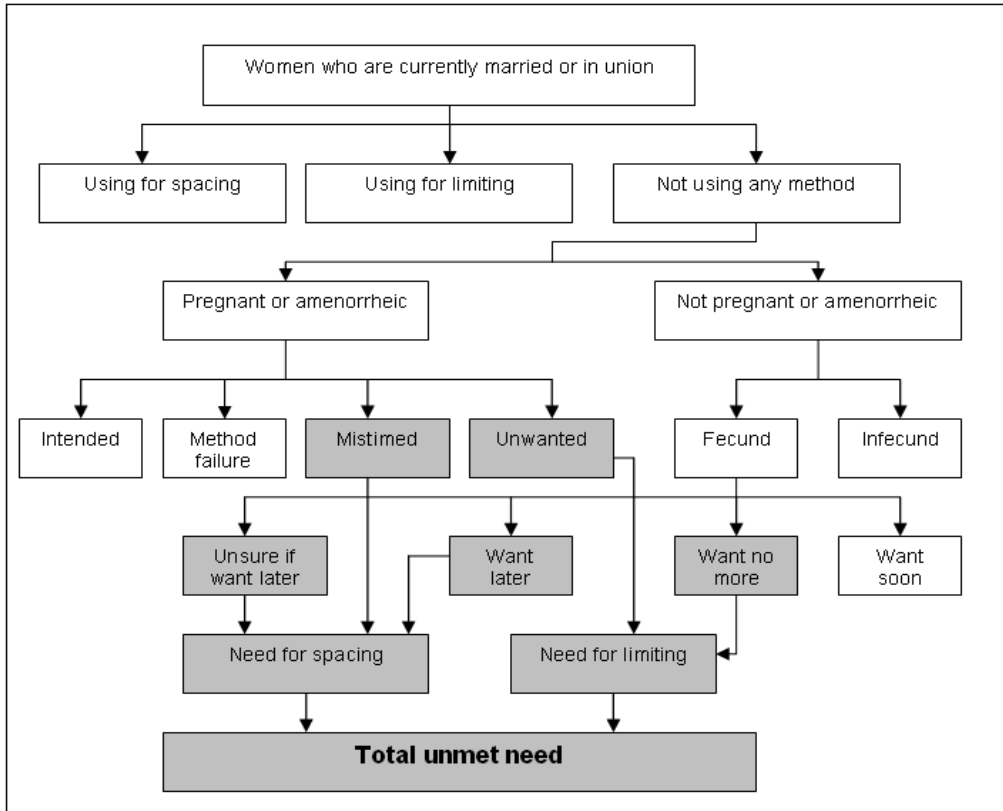 Women who are currently married or in union
Using for spacing
Using for limiting
Not using any method
Pregnant or amenorrheic
Not pregnant or amenorrheic
Intended
Method
failure
Mistimed
Unwanted
Fecund
Infecund
Unsure if
want later
Want
later
Want no
more
Want
soon
Need for spacing
Need for limiting
Total unmet need